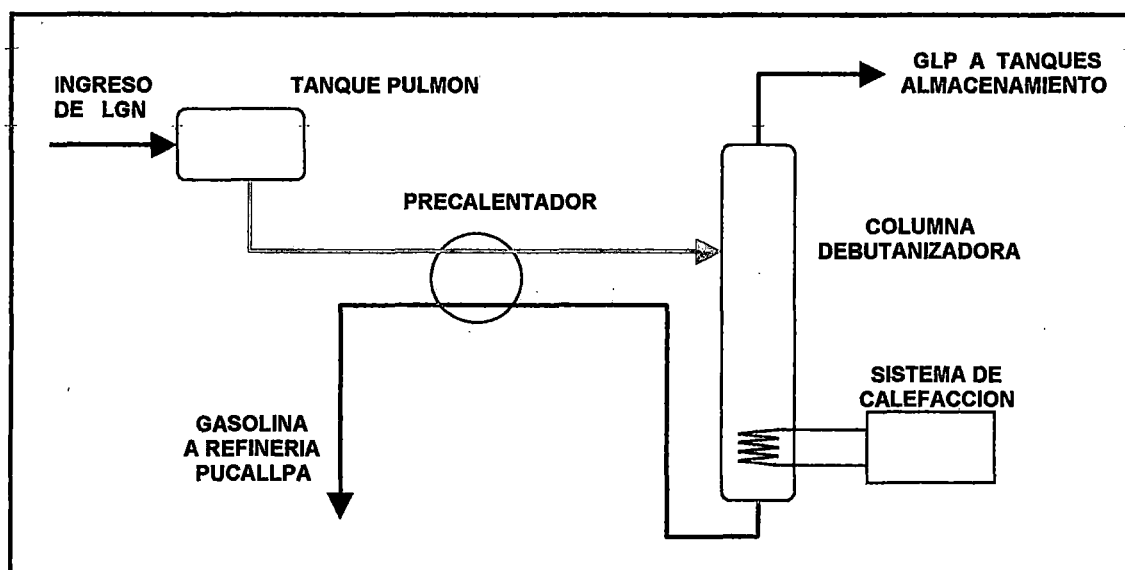 INGRESO
DE LGN
TANQUE PULMON
GLP A TANQUES
ALMACENAMIENTO
PRECALENTADOR
COLUMNA
DEBUTANIZADORA
SISTEMA DE
CALEFACCION
GASOLINA
A REFINERIA
PUCALLPA